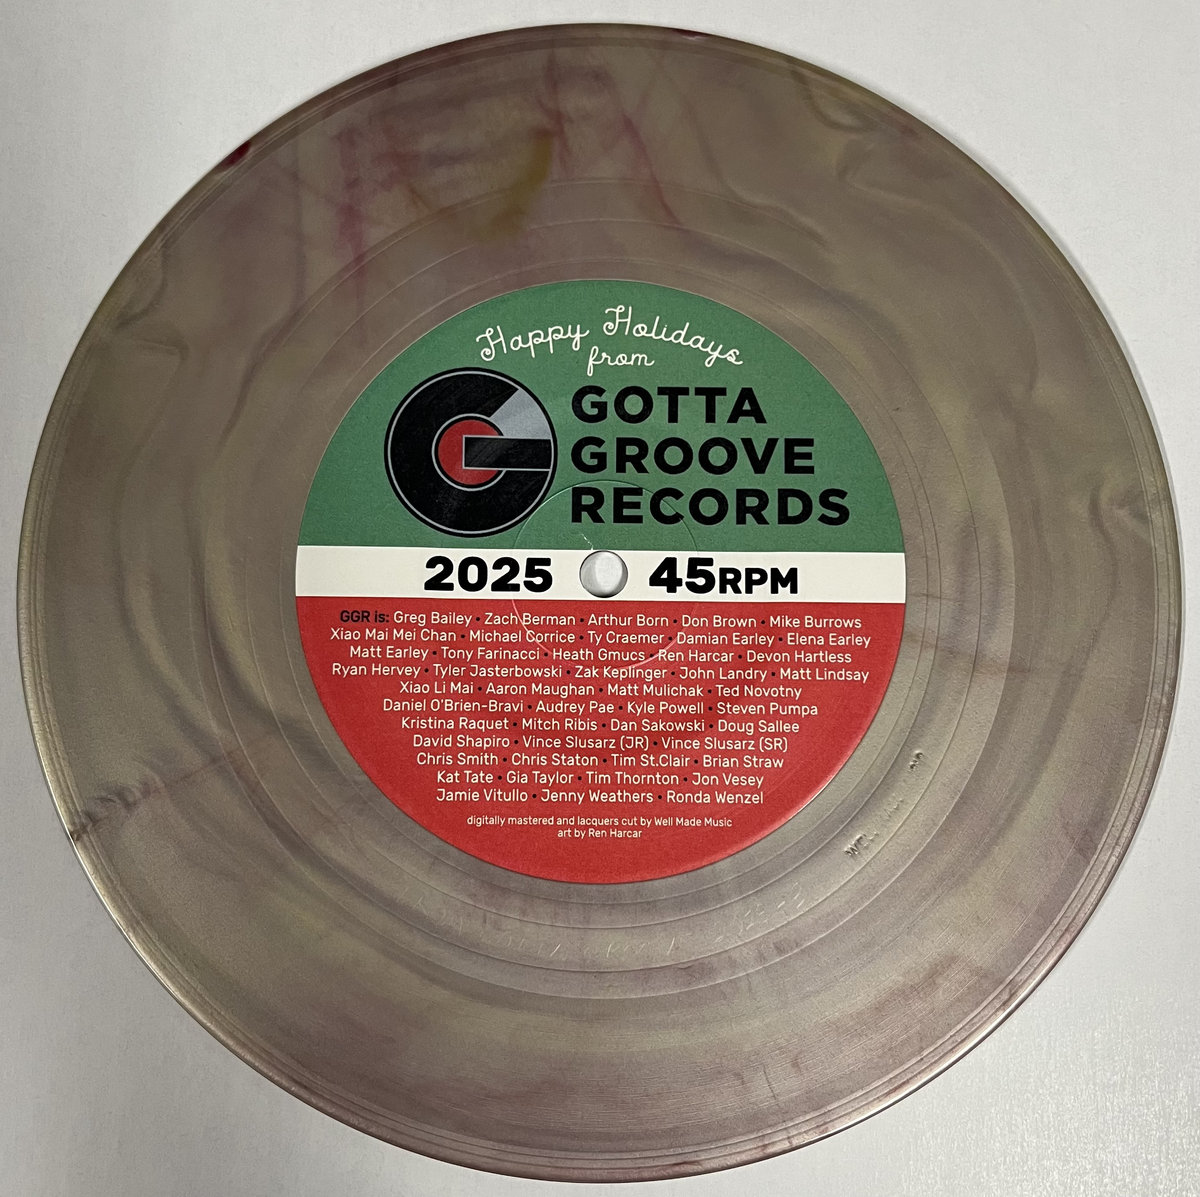 Happy Holidays
from
GOTTA
GROOVE
RECORDS
2025 45RPM
GGR is: Greg Bailey • Zach Berman • Arthur Born • Don Brown • Mike Burrows
Xiao Mai Mei Chan • Michael Corrice • Ty Craemer • Damian Earley • Elena Earley
Matt Earley • Tony Farinacci • Heath Gmucs • Ren Harcar • Devon Hartless
Ryan Hervey • Tyler Jasterbowski • Zak Keplinger • John Landry • Matt Lindsay
Xiao Li Mai • Aaron Maughan • Matt Mulichak • Ted Novotny
Daniel O'Brien-Bravi • Audrey Pae • Kyle Powell • Steven Pumpa
Kristina Raquet • Mitch Ribis • Dan Sakowski • Doug Sallee
David Shapiro • Vince Slusarz (JR) • Vince Slusarz (SR)
Chris Smith • Chris Staton • Tim St.Clair • Brian Straw
Kat Tate • Gia Taylor • Tim Thornton • Jon Vesey
Jamie Vitullo • Jenny Weathers • Ronda Wenzel
digitally mastered and lacquers cut by Well Made Music
art by Ren Harcar